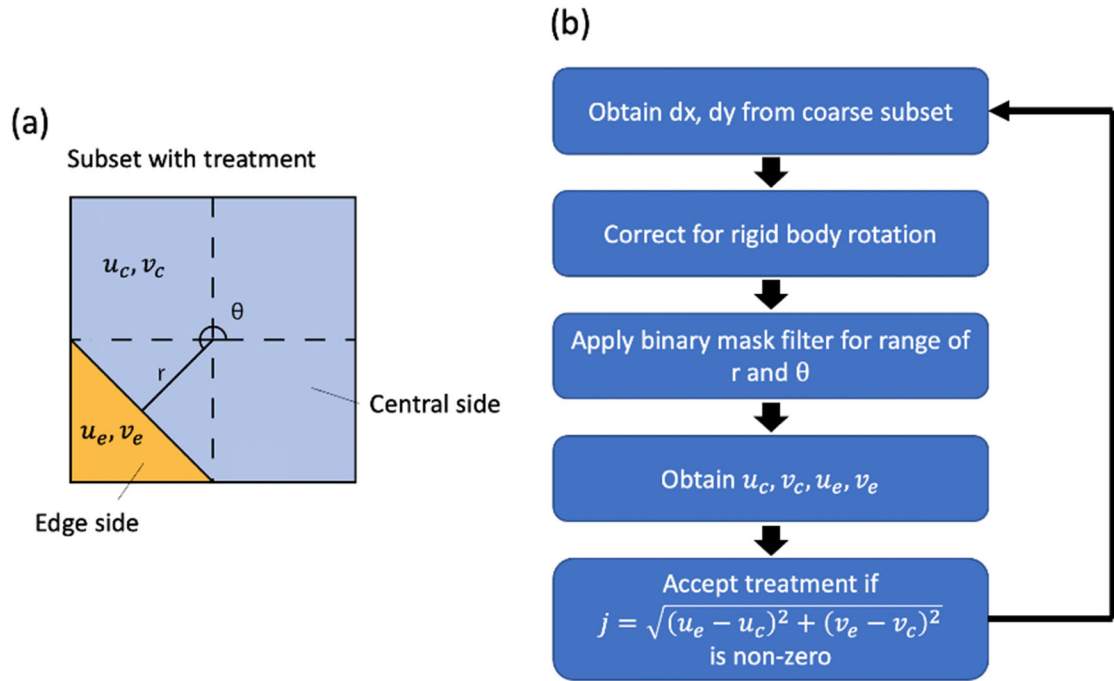 (a)
Subset with treatment
u_c, v_c
θ
r
Central side
u_e, v_e
Edge side
(b)
Obtain dx, dy from coarse subset
Correct for rigid body rotation
Apply binary mask filter for range of
r and θ
Obtain u_c, v_c, u_e, v_e
Accept treatment if
j = √((u_e − u_c)² + (v_e − v_c)²)
is non-zero